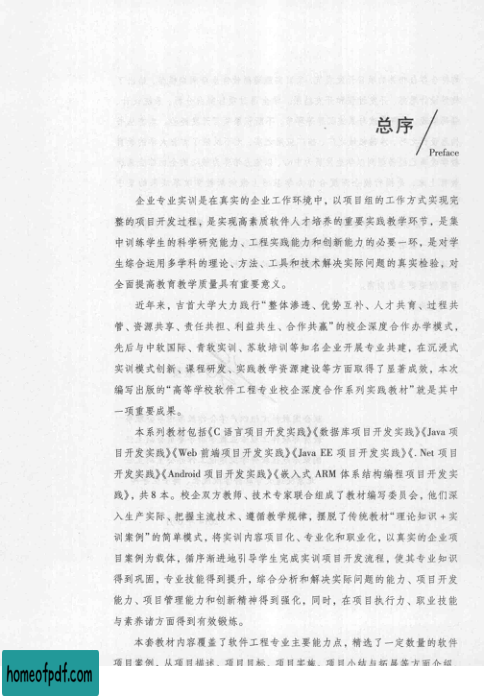 总序
Preface
企业专业实训是在真实的企业工作环境中，以项目组的工作方式实现完
整的项目开发过程，是实现高素质软件人才培养的重要实践教学环节，是集
中训练学生的科学研究能力、工程实践能力和创新能力的必要一环，是对学
生综合运用多学科的理论、方法、工具和技术解决实际问题的真实检验，对
全面提高教育教学质量具有重要意义。
近年来，吉首大学大力践行“整体渗透、优势互补、人才共育、过程共
管、资源共享、责任共担、利益共生、合作共赢”的校企深度合作办学模式，
先后与中软国际、青软实训、苏软培训等知名企业开展专业共建，在沉浸式
实训模式创新、课程研发、实践教学资源建设等方面取得了显著成效，本次
编写出版的“高等学校软件工程专业校企深度合作系列实践教材”就是其中
一项重要成果。
本系列教材包括《C 语言项目开发实践》《数据库项目开发实践》《Java 项
目开发实践》《Web 前端项目开发实践》《Java EE 项目开发实践》《. Net 项目
开发实践》《Android 项目开发实践》《嵌入式 ARM 体系结构编程项目开发实
践》，共 8 本。校企双方教师、技术专家联合组成了教材编写委员会，他们深
入生产实际、把握主流技术、遵循教学规律，摆脱了传统教材“理论知识 + 实
训案例”的简单模式，将实训内容项目化、专业化和职业化，以真实的企业项
目案例为载体，循序渐进地引导学生完成实训项目开发流程，使其专业知识
得到巩固，专业技能得到提升，综合分析和解决实际问题的能力、项目开发
能力、项目管理能力和创新精神得到强化，同时，在项目执行力、职业技能
与素养诸方面得到有效锻炼。
本套教材内容覆盖了软件工程专业主要能点，精选了一定数量的软件
项目案例，从项目描述、项目目标、项目实施、项目小结与拓展等方面介绍
homeofpdf.com